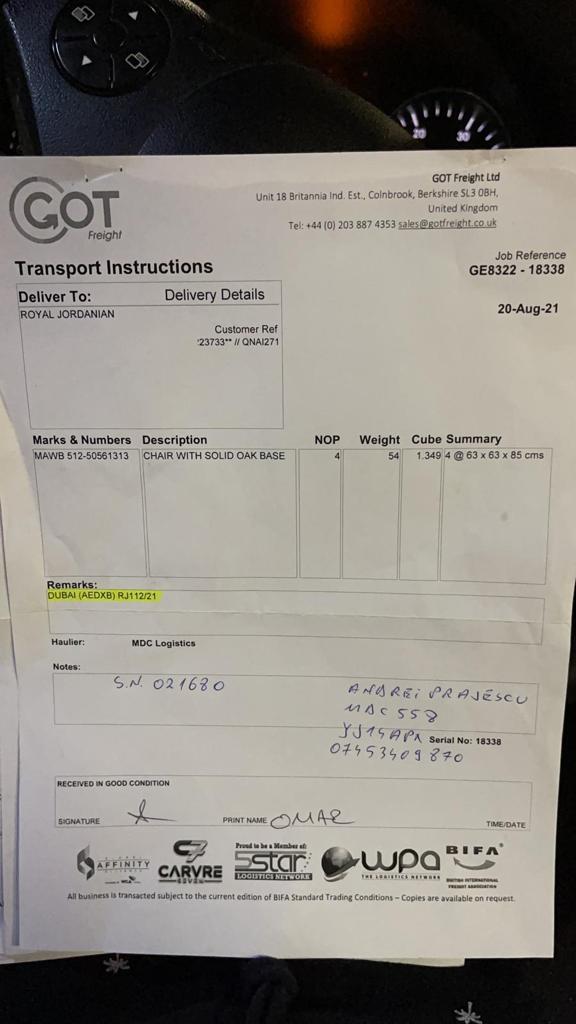 20 30
GOT
Freight
GOT Freight Ltd
Unit 18 Britannia Ind. Est., Colnbrook, Berkshire SL3 0BH,
United Kingdom
Tel: +44 (0) 203 887 4353 sales@gotfreight.co.uk
Transport Instructions
Job Reference
GE8322 - 18338
20-Aug-21
Deliver To: Delivery Details
ROYAL JORDANIAN
Customer Ref
:23733** // QNAI271
Marks & Numbers Description NOP Weight Cube Summary
MAWB 512-50561313 CHAIR WITH SOLID OAK BASE 4 54 1.349 4 @ 63 x 63 x 85 cms
Remarks:
DUBAI (AEDXB) RJ112/21
Haulier: MDC Logistics
Notes:
S.N. 021680
ANDREI PRAJESCU
MDC 558
Serial No: 18338
07453409870
RECEIVED IN GOOD CONDITION
SIGNATURE PRINT NAME OMAR TIME/DATE
AFFINITY
CARVRE
SEVEN
Proud to be a Member of:
5star
LOGISTICS NETWORK
wpa
THE LOGISTICS NETWORK
BIFA
BRITISH INTERNATIONAL
FREIGHT ASSOCIATION
All business is transacted subject to the current edition of BIFA Standard Trading Conditions – Copies are available on request.